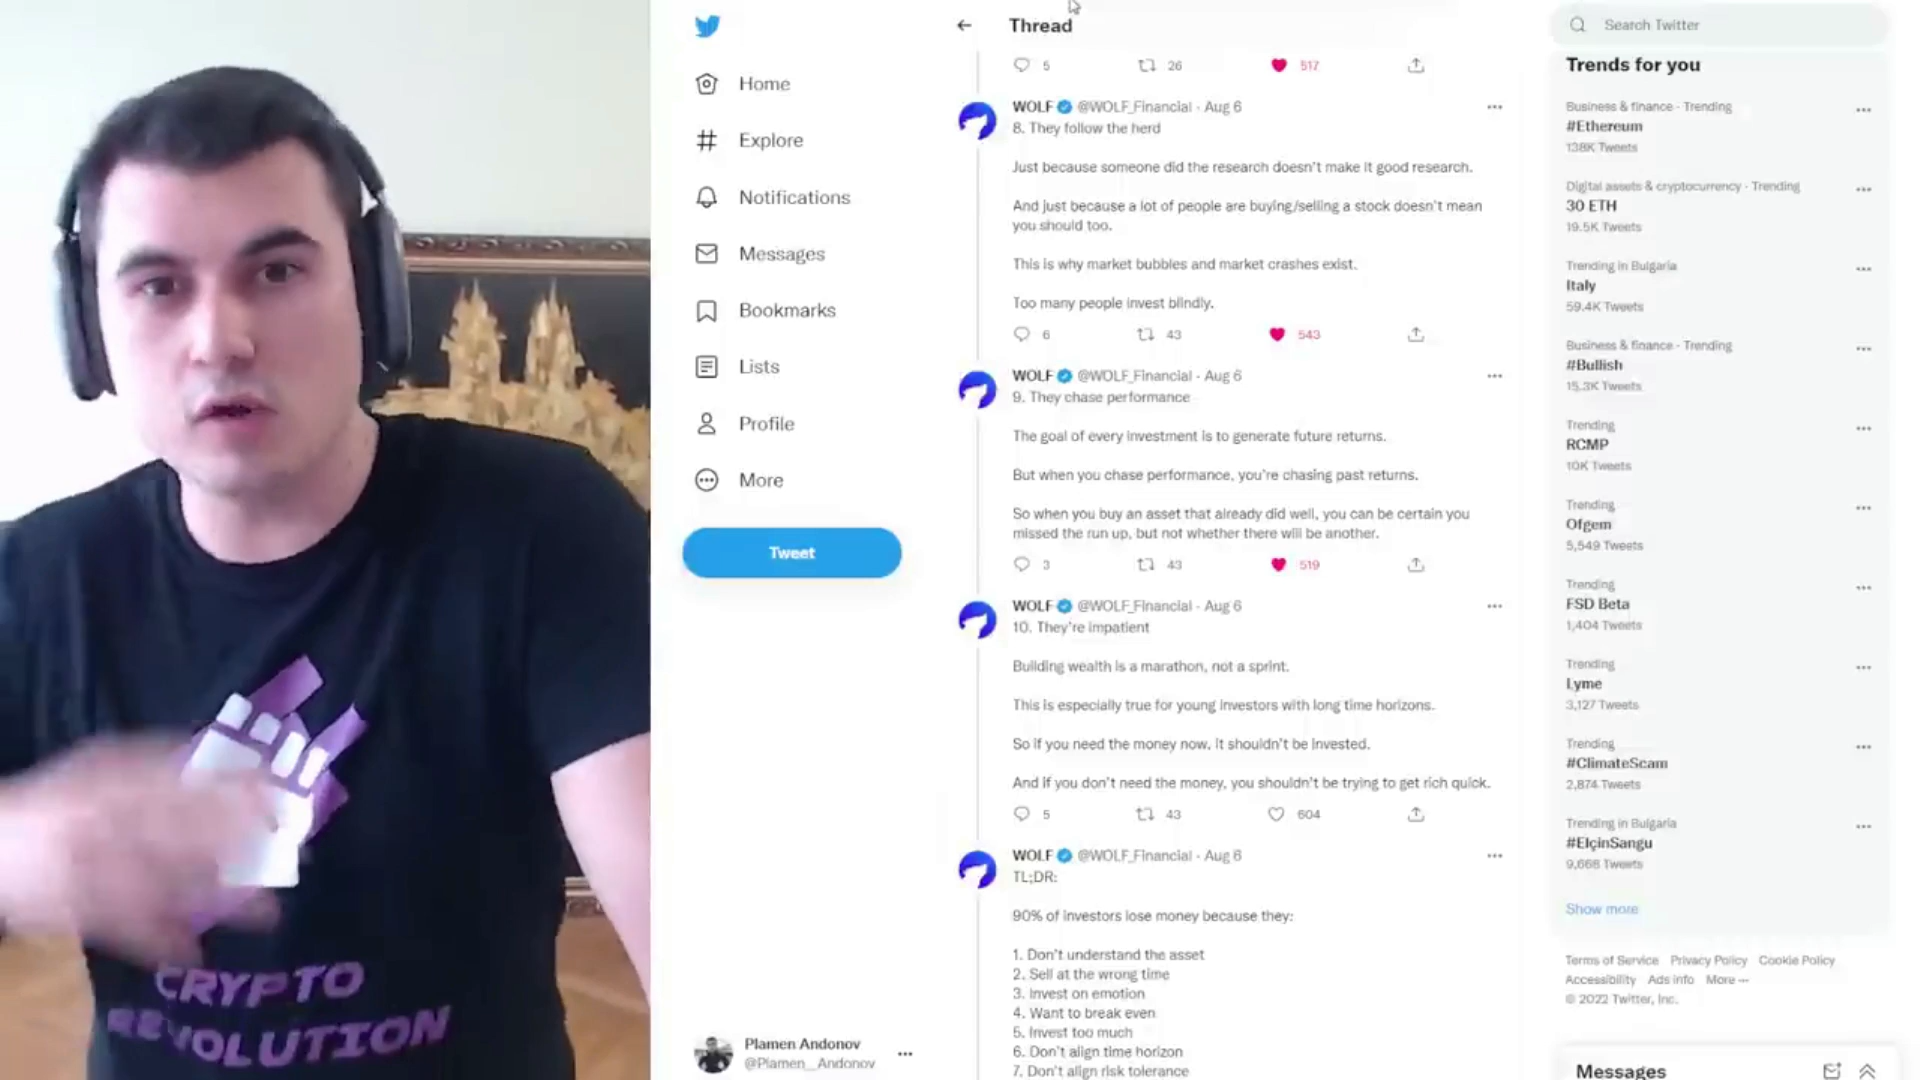 CRYPTO
REVOLUTION
Home
Explore
Notifications
Messages
Bookmarks
Lists
Profile
More
Tweet
Plamen Andonov
@Plamen__Andonov
Thread
5 26 517
WOLF @WOLF_Financial · Aug 6
8. They follow the herd
Just because someone did the research doesn't make it good research.
And just because a lot of people are buying/selling a stock doesn't mean
you should too.
This is why market bubbles and market crashes exist.
Too many people invest blindly.
6 43 543
WOLF @WOLF_Financial · Aug 6
9. They chase performance
The goal of every investment is to generate future returns.
But when you chase performance, you're chasing past returns.
So when you buy an asset that already did well, you can be certain you
missed the run up, but not whether there will be another.
3 43 519
WOLF @WOLF_Financial · Aug 6
10. They're impatient
Building wealth is a marathon, not a sprint.
This is especially true for young investors with long time horizons.
So if you need the money now, it shouldn't be invested.
And if you don't need the money, you shouldn't be trying to get rich quick.
5 43 604
WOLF @WOLF_Financial · Aug 6
TL;DR:
90% of investors lose money because they:
1. Don't understand the asset
2. Sell at the wrong time
3. Invest on emotion
4. Want to break even
5. Invest too much
6. Don't align time horizon
7. Don't align risk tolerance
Search Twitter
Trends for you
Business & finance · Trending
#Ethereum
138K Tweets
Digital assets & cryptocurrency · Trending
30 ETH
19.5K Tweets
Trending in Bulgaria
Italy
59.4K Tweets
Business & finance · Trending
#Bullish
15.3K Tweets
Trending
RCMP
10K Tweets
Trending
Ofgem
5,549 Tweets
Trending
FSD Beta
1,404 Tweets
Trending
Lyme
3,127 Tweets
Trending
#ClimateScam
2,874 Tweets
Trending in Bulgaria
#ElçinSangu
9,666 Tweets
Show more
Terms of Service Privacy Policy Cookie Policy
Accessibility Ads info More ···
© 2022 Twitter, Inc.
Messages